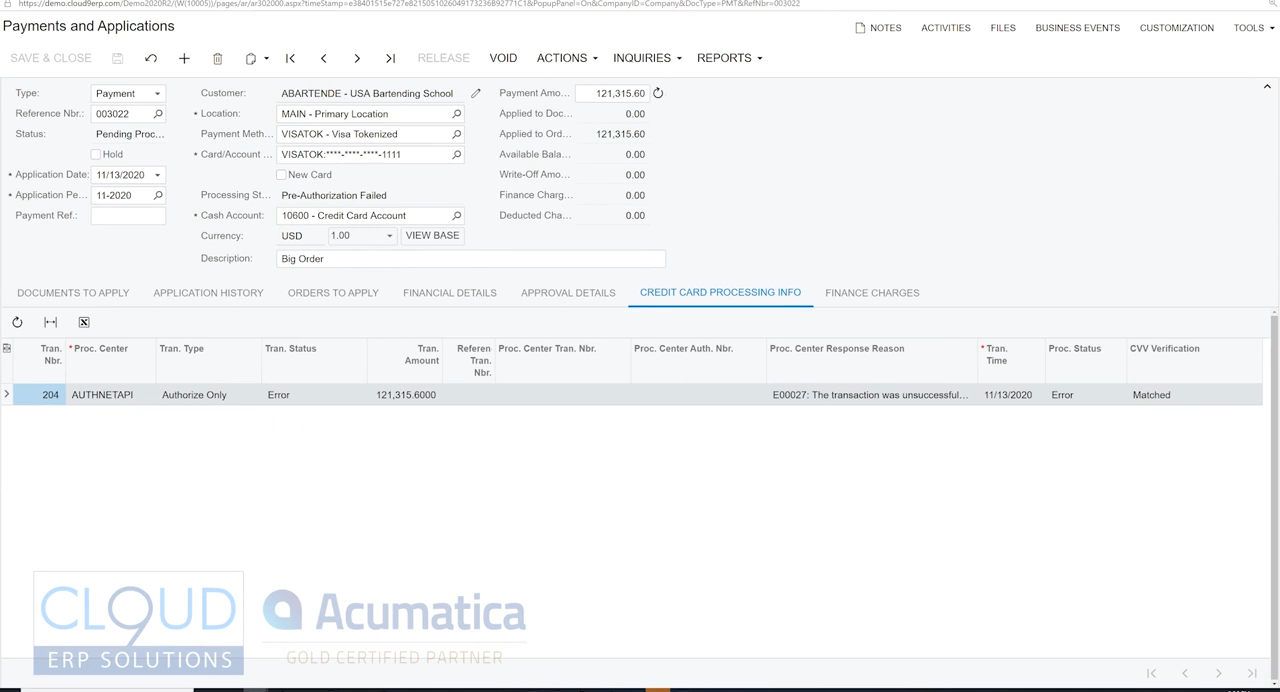 https://demo.cloud9erp.com/Demo2020R2/(W(10005))/pages/ar/ar302000.aspx?timeStamp=e38401515e727e82150510260491732​36B92771C1&PopupPanel=On&CompanyID=Company&DocType=PMT&RefNbr=003022
Payments and Applications
NOTES ACTIVITIES FILES BUSINESS EVENTS CUSTOMIZATION TOOLS
SAVE & CLOSE RELEASE VOID ACTIONS INQUIRIES REPORTS
Type: Payment Customer: ABARTENDE - USA Bartending School Payment Amo... 121,315.60
Reference Nbr.: 003022 * Location: MAIN - Primary Location Applied to Doc... 0.00
Status: Pending Proc... Payment Meth... VISATOK - Visa Tokenized Applied to Ord... 121,315.60
Hold * Card/Account ... VISATOK:****-****-****-1111 Available Bala... 0.00
* Application Date: 11/13/2020 New Card Write-Off Amo... 0.00
* Application Pe... 11-2020 Processing St... Pre-Authorization Failed Finance Charg... 0.00
Payment Ref.: * Cash Account: 10600 - Credit Card Account Deducted Cha... 0.00
Currency: USD 1.00 VIEW BASE
Description: Big Order
DOCUMENTS TO APPLY APPLICATION HISTORY ORDERS TO APPLY FINANCIAL DETAILS APPROVAL DETAILS CREDIT CARD PROCESSING INFO FINANCE CHARGES
Tran. Nbr. * Proc. Center Tran. Type Tran. Status Tran. Amount Referen Tran. Nbr. Proc. Center Tran. Nbr. Proc. Center Auth. Nbr. Proc. Center Response Reason * Tran. Time Proc. Status CVV Verification
204 AUTHNETAPI Authorize Only Error 121,315.6000 E00027: The transaction was unsuccessful... 11/13/2020 Error Matched
CLOUD9
ERP SOLUTIONS
Acumatica
GOLD CERTIFIED PARTNER